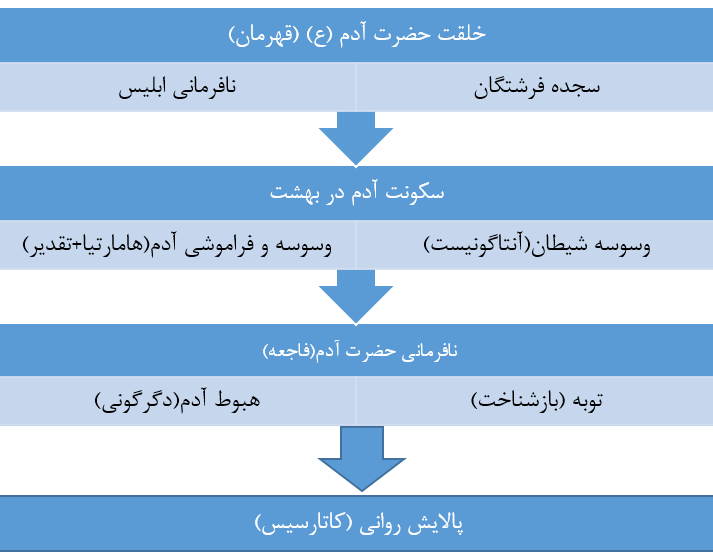 خلقت حضرت آدم (ع) (قهرمان)
سجده فرشتگان
نافرمانی ابلیس
سکونت آدم در بهشت
وسوسه شیطان(آنتاگونیست)
وسوسه و فراموشی آدم(هامارتیا+تقدیر)
نافرمانی حضرت آدم(فاجعه)
توبه (بازشناخت)
هبوط آدم(دگرگونی)
پالایش روانی (کاتارسیس)